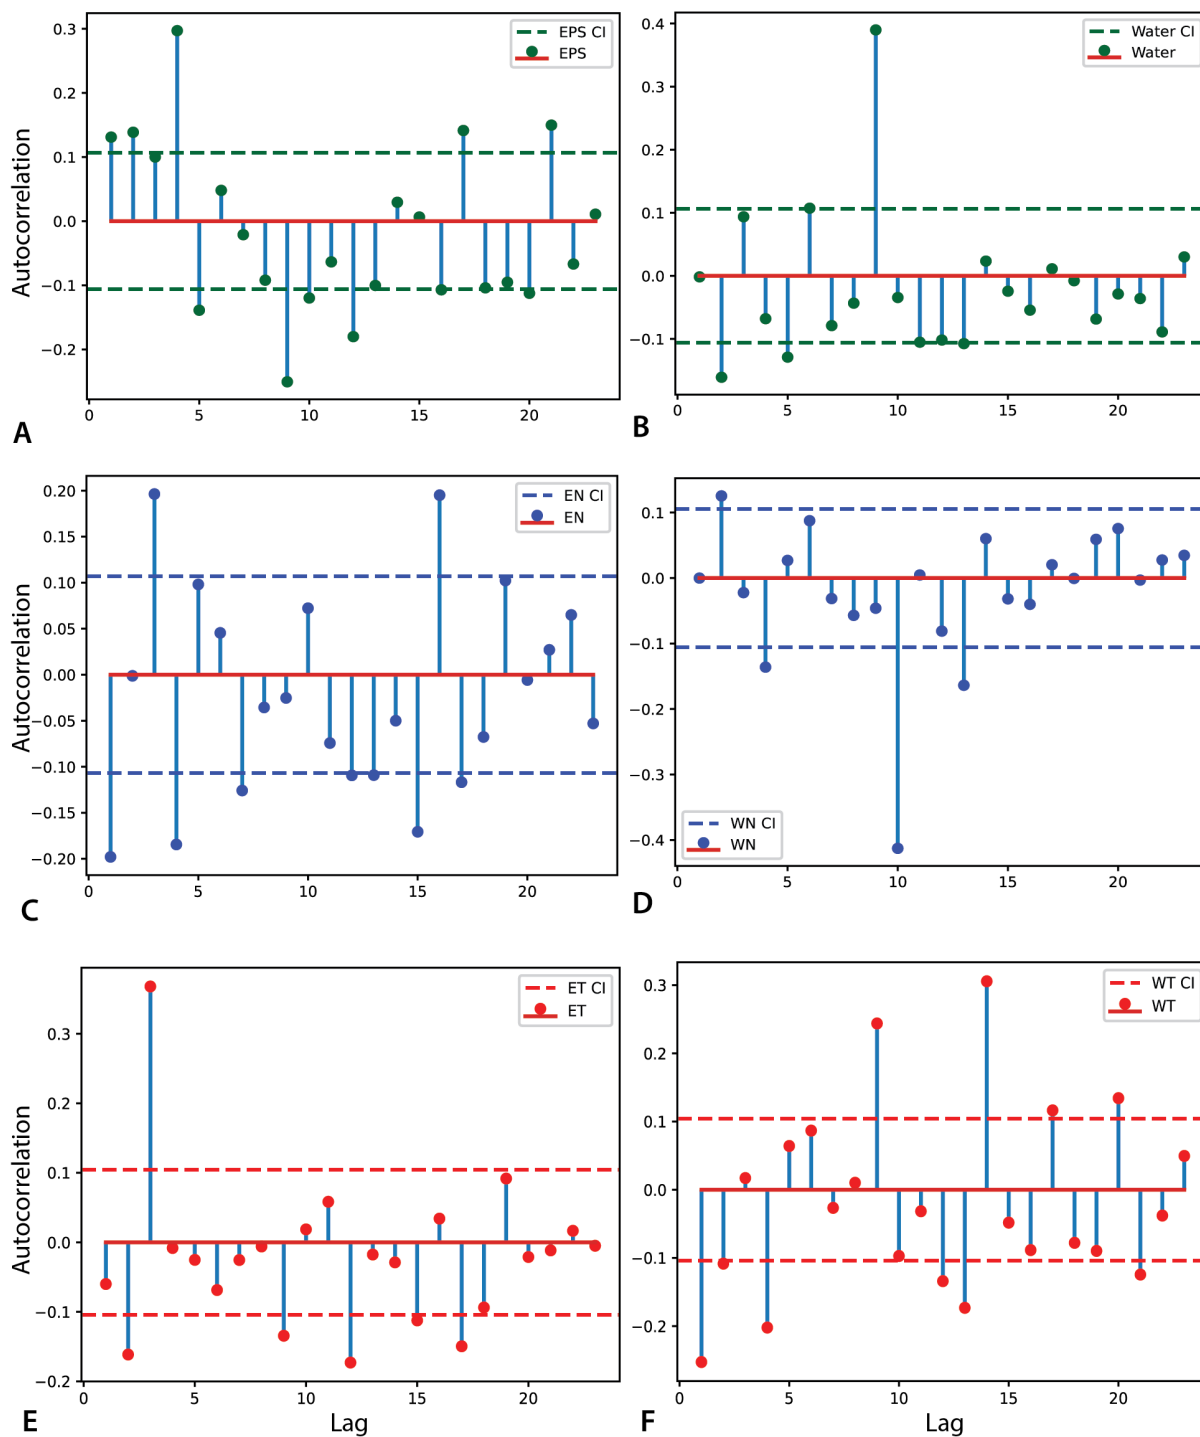 0.3
0.2
0.1
0.0
−0.1
−0.2
Autocorrelation
EPS CI
EPS
0 5 10 15 20
A
0.4
0.3
0.2
0.1
0.0
−0.1
Water CI
Water
0 5 10 15 20
B
0.20
0.15
0.10
0.05
0.00
−0.05
−0.10
−0.15
−0.20
Autocorrelation
EN CI
EN
0 5 10 15 20
C
0.1
0.0
−0.1
−0.2
−0.3
−0.4
WN CI
WN
0 5 10 15 20
D
0.3
0.2
0.1
0.0
−0.1
−0.2
Autocorrelation
ET CI
ET
0 5 10 15 20
Lag
E
0.3
0.2
0.1
0.0
−0.1
−0.2
WT CI
WT
0 5 10 15 20
Lag
F